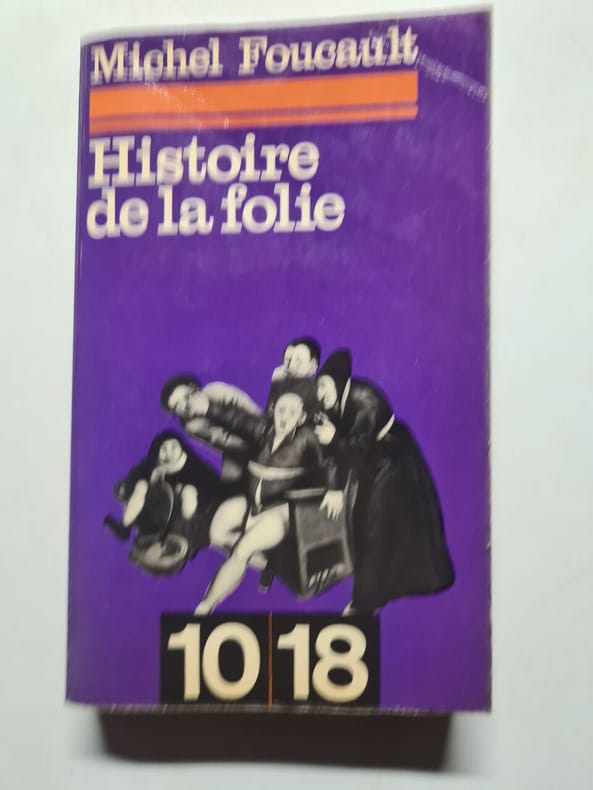 Michel Foucault
Histoire
de la folie
10 18